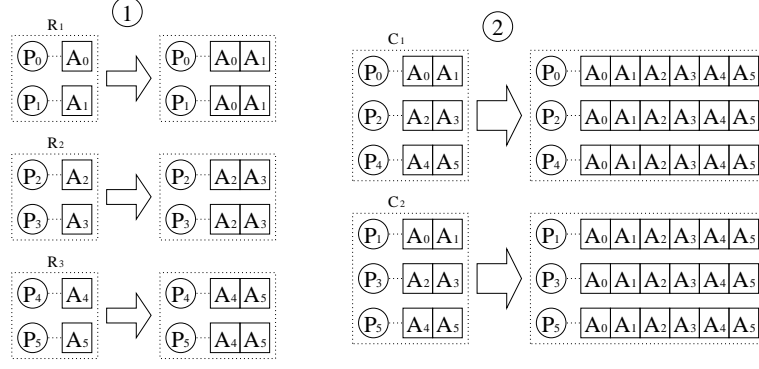 1
R1
P0 A0 P0 A0 A1
P1 A1 P1 A0 A1
R2
P2 A2 P2 A2 A3
P3 A3 P3 A2 A3
R3
P4 A4 P4 A4 A5
P5 A5 P5 A4 A5
2
C1
P0 A0 A1 P0 A0 A1 A2 A3 A4 A5
P2 A2 A3 P2 A0 A1 A2 A3 A4 A5
P4 A4 A5 P4 A0 A1 A2 A3 A4 A5
C2
P1 A0 A1 P1 A0 A1 A2 A3 A4 A5
P3 A2 A3 P3 A0 A1 A2 A3 A4 A5
P5 A4 A5 P5 A0 A1 A2 A3 A4 A5